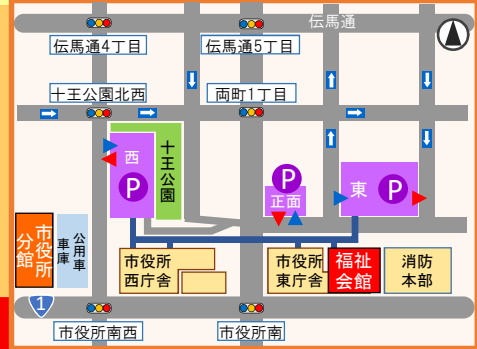 伝馬通
伝馬通4丁目
伝馬通5丁目
十王公園北西
両町1丁目
西
P
十王公園
P
正面
東
P
市役所
分館
公用車
車庫
市役所
西庁舎
市役所
東庁舎
福祉
会館
消防
本部
1
市役所南西
市役所南